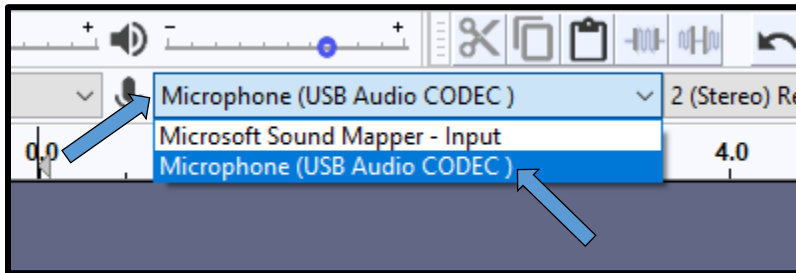 - +
+
Microphone (USB Audio CODEC ) 2 (Stereo) Re
Microsoft Sound Mapper - Input
Microphone (USB Audio CODEC )
0.0 4.0